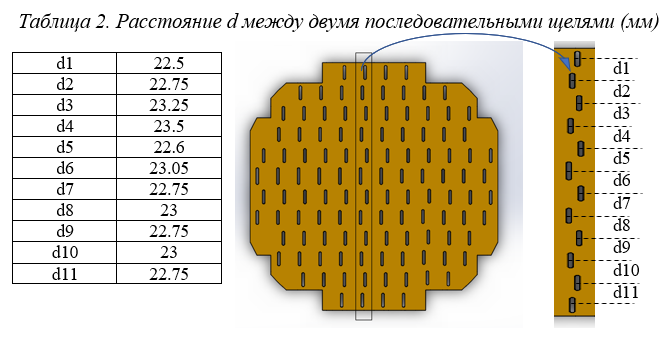 Таблица 2. Расстояние d между двумя последовательными щелями (мм)
d1 22.5
d2 22.75
d3 23.25
d4 23.5
d5 22.6
d6 23.05
d7 22.75
d8 23
d9 22.75
d10 23
d11 22.75
d1
d2
d3
d4
d5
d6
d7
d8
d9
d10
d11